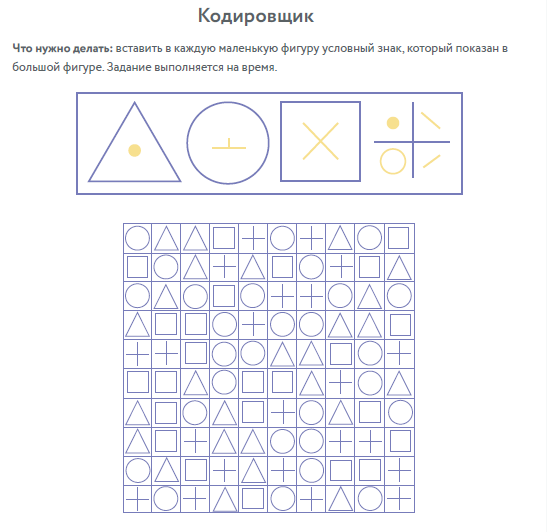 Кодировщик
Что нужно делать: вставить в каждую маленькую фигуру условный знак, который показан в
большой фигуре. Задание выполняется на время.